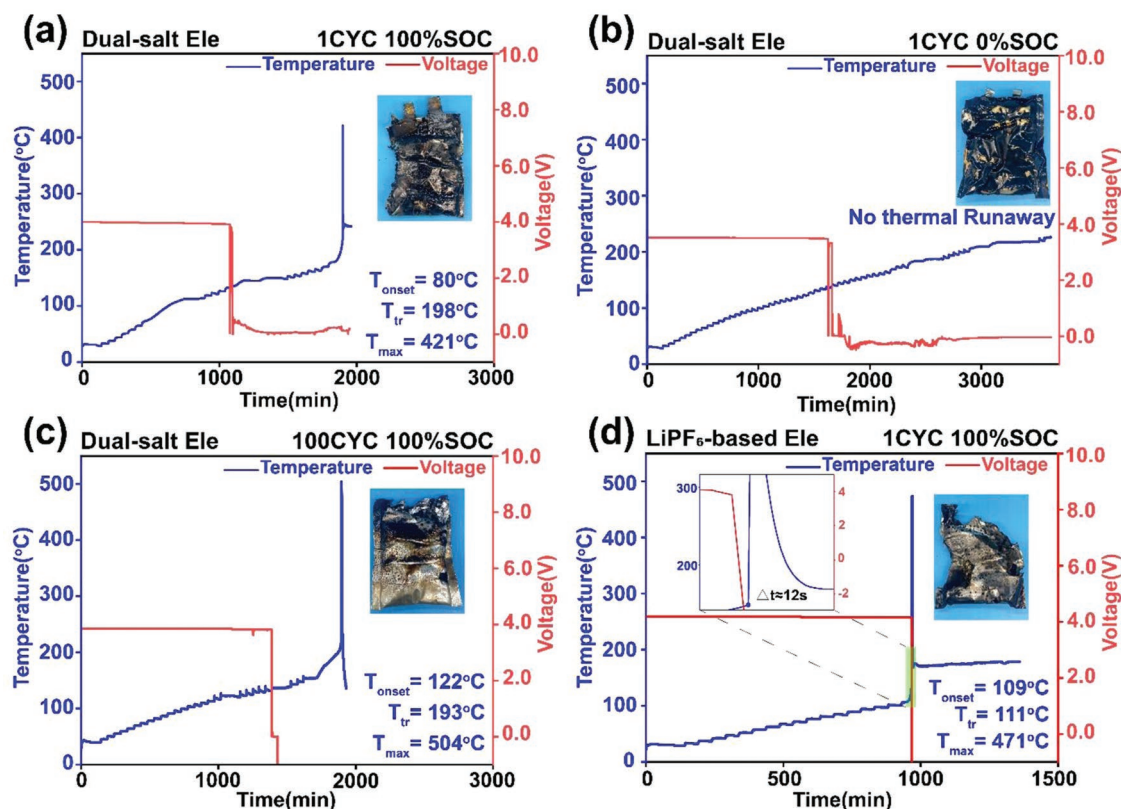 (a)
Dual-salt Ele 1CYC 100%SOC
Temperature Voltage
500
400
300
200
100
0
Temperature(°C)
10.0
8.0
6.0
4.0
2.0
0.0
Voltage(V)
T_onset = 80°C
T_tr = 198°C
T_max = 421°C
0 1000 2000 3000
Time(min)
(b)
Dual-salt Ele 1CYC 0%SOC
Temperature Voltage
500
400
300
200
100
0
Temperature(°C)
10.0
8.0
6.0
4.0
2.0
0.0
Voltage(V)
No thermal Runaway
0 1000 2000 3000
Time(min)
(c)
Dual-salt Ele 100CYC 100%SOC
Temperature Voltage
500
400
300
200
100
0
Temperature(°C)
10.0
8.0
6.0
4.0
2.0
0.0
Voltage(V)
T_onset = 122°C
T_tr = 193°C
T_max = 504°C
0 1000 2000 3000
Time(min)
(d)
LiPF₆-based Ele 1CYC 100%SOC
Temperature Voltage
500
400
300
200
100
0
Temperature(°C)
10.0
8.0
6.0
4.0
2.0
0.0
Voltage(V)
300
200
4
2
0
-2
△t≈12s
T_onset = 109°C
T_tr = 111°C
T_max = 471°C
0 500 1000 1500
Time(min)